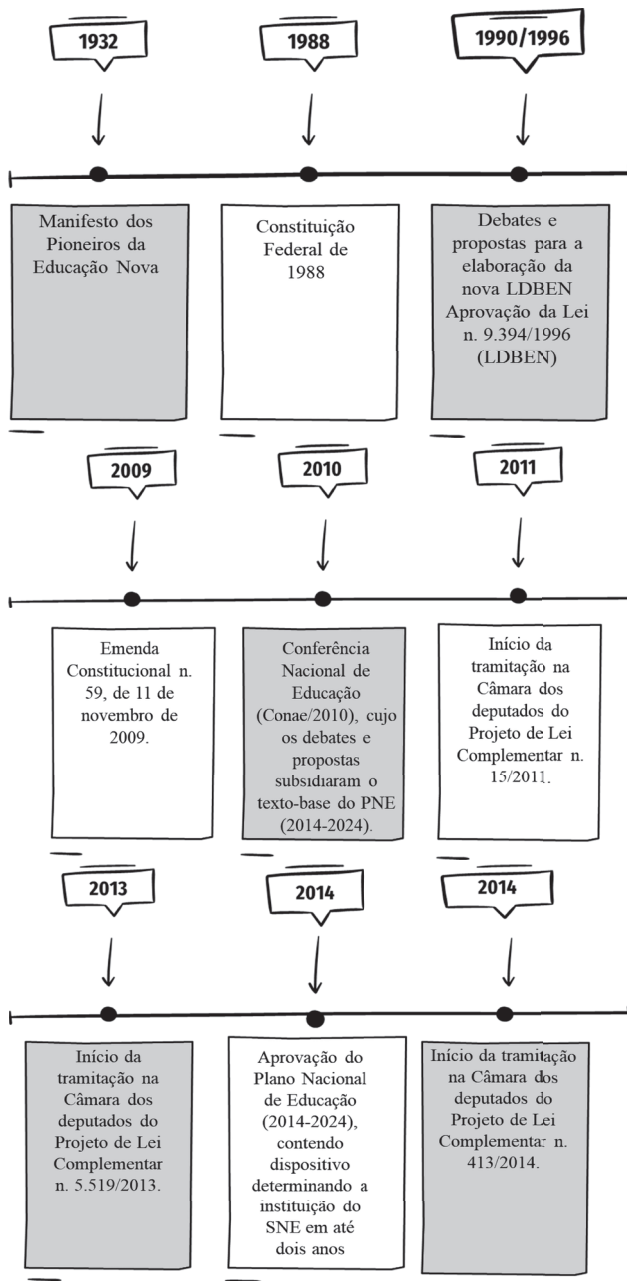 1932
1988
1990/1996
Manifesto dos
Pioneiros da
Educação Nova
Constituição
Federal de
1988
Debates e
propostas para a
elaboração da
nova LDBEN
Aprovação da Lei
n. 9.394/1996
(LDBEN)
2009
2010
2011
Emenda
Constitucional n.
59, de 11 de
novembro de
2009.
Conferência
Nacional de
Educação
(Conae/2010), cujo
os debates e
propostas
subsidiaram o
texto-base do PNE
(2014-2024).
Início da
tramitação na
Câmara dos
deputados do
Projeto de Lei
Complementar n.
15/2011.
2013
2014
2014
Início da
tramitação na
Câmara dos
deputados do
Projeto de Lei
Complementar
n. 5.519/2013.
Aprovação do
Plano Nacional
de Educação
(2014-2024),
contendo
dispositivo
determinando a
instituição do
SNE em até
dois anos
Início da tramitação
na Câmara dos
deputados do
Projeto de Lei
Complementar n.
413/2014.